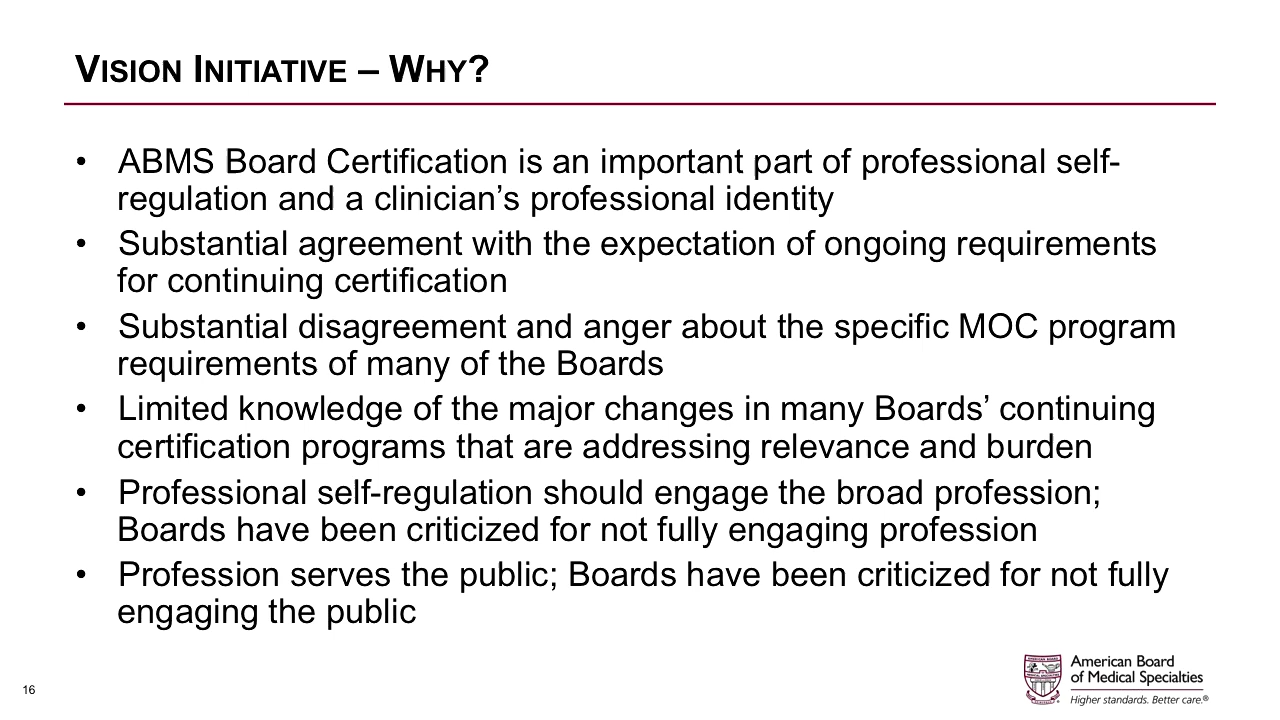 VISION INITIATIVE – WHY?
• ABMS Board Certification is an important part of professional self-
regulation and a clinician’s professional identity
• Substantial agreement with the expectation of ongoing requirements
for continuing certification
• Substantial disagreement and anger about the specific MOC program
requirements of many of the Boards
• Limited knowledge of the major changes in many Boards’ continuing
certification programs that are addressing relevance and burden
• Professional self-regulation should engage the broad profession;
Boards have been criticized for not fully engaging profession
• Profession serves the public; Boards have been criticized for not fully
engaging the public
16
American Board
of Medical Specialties
Higher standards. Better care.®